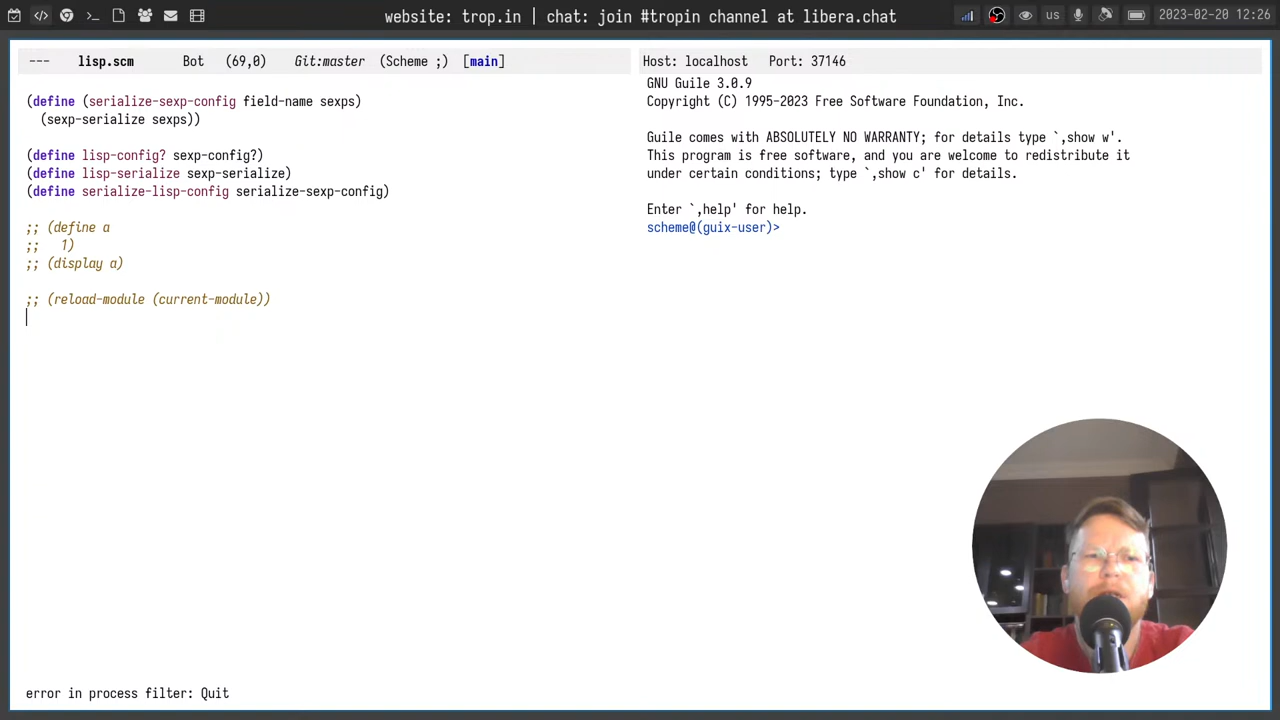 website: trop.in | chat: join #tropin channel at libera.chat
us
2023-02-20 12:26
--- lisp.scm Bot (69,0) Git:master (Scheme ;) [main]
(define (serialize-sexp-config field-name sexps)
(sexp-serialize sexps))
(define lisp-config? sexp-config?)
(define lisp-serialize sexp-serialize)
(define serialize-lisp-config serialize-sexp-config)
;; (define a
;; 1)
;; (display a)
;; (reload-module (current-module))
Host: localhost Port: 37146
GNU Guile 3.0.9
Copyright (C) 1995-2023 Free Software Foundation, Inc.
Guile comes with ABSOLUTELY NO WARRANTY; for details type `,show w'.
This program is free software, and you are welcome to redistribute it
under certain conditions; type `,show c' for details.
Enter `,help' for help.
scheme@(guix-user)>
error in process filter: Quit